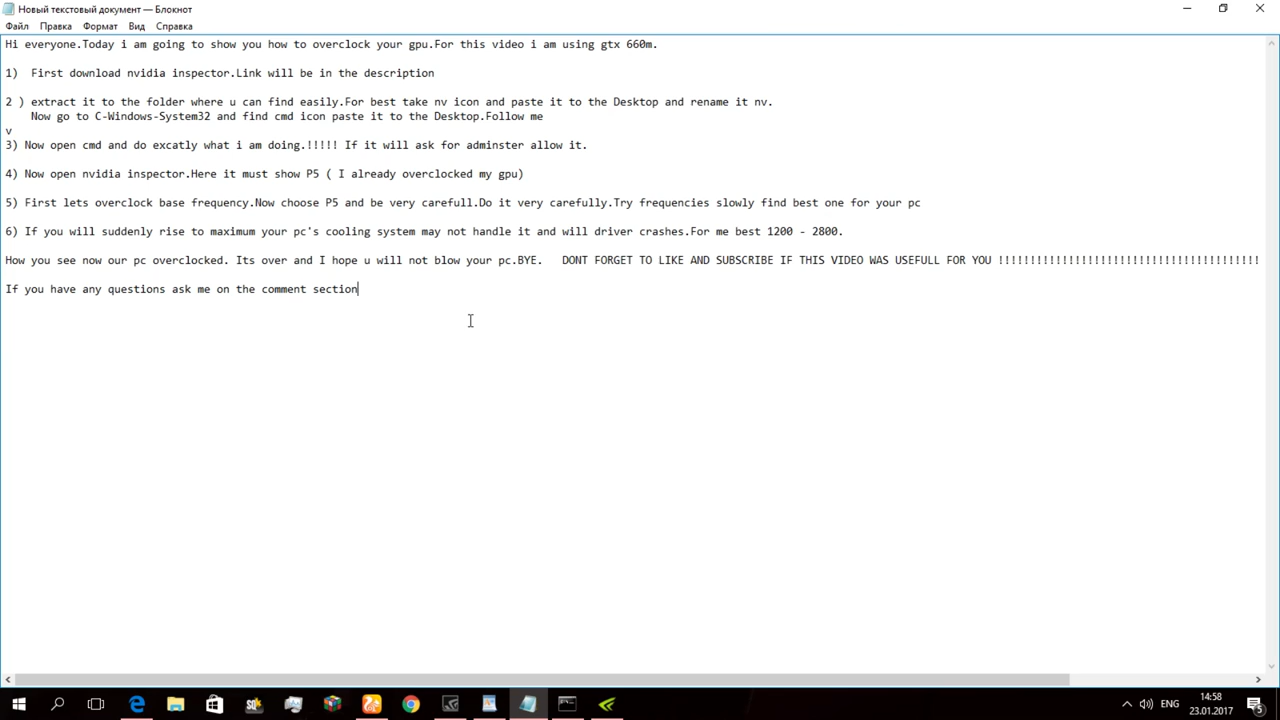 Новый текстовый документ — Блокнот
Файл Правка Формат Вид Справка
Hi everyone.Today i am going to show you how to overclock your gpu.For this video i am using gtx 660m.
1) First download nvidia inspector.Link will be in the description
2 ) extract it to the folder where u can find easily.For best take nv icon and paste it to the Desktop and rename it nv.
Now go to C-Windows-System32 and find cmd icon paste it to the Desktop.Follow me
v
3) Now open cmd and do excatly what i am doing.!!!!! If it will ask for adminster allow it.
4) Now open nvidia inspector.Here it must show P5 ( I already overclocked my gpu)
5) First lets overclock base frequency.Now choose P5 and be very carefull.Do it very carefully.Try frequencies slowly find best one for your pc
6) If you will suddenly rise to maximum your pc's cooling system may not handle it and will driver crashes.For me best 1200 - 2800.
How you see now our pc overclocked. Its over and I hope u will not blow your pc.BYE. DONT FORGET TO LIKE AND SUBSCRIBE IF THIS VIDEO WAS USEFULL FOR YOU !!!!!!!!!!!!!!!!!!!!!!!!!!!!!!!!!!!!!!!!!
If you have any questions ask me on the comment section
ENG
14:58
23.01.2017
5